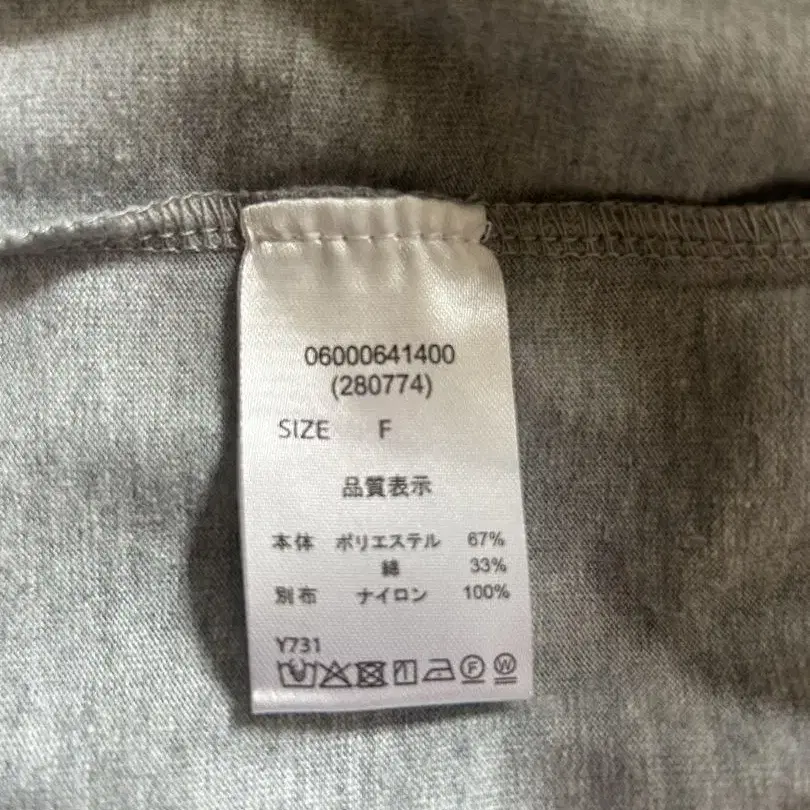 06000641400
(280774)
SIZE F
品質表示
本体 ポリエステル 67%
綿 33%
別布 ナイロン 100%
Y731
F W